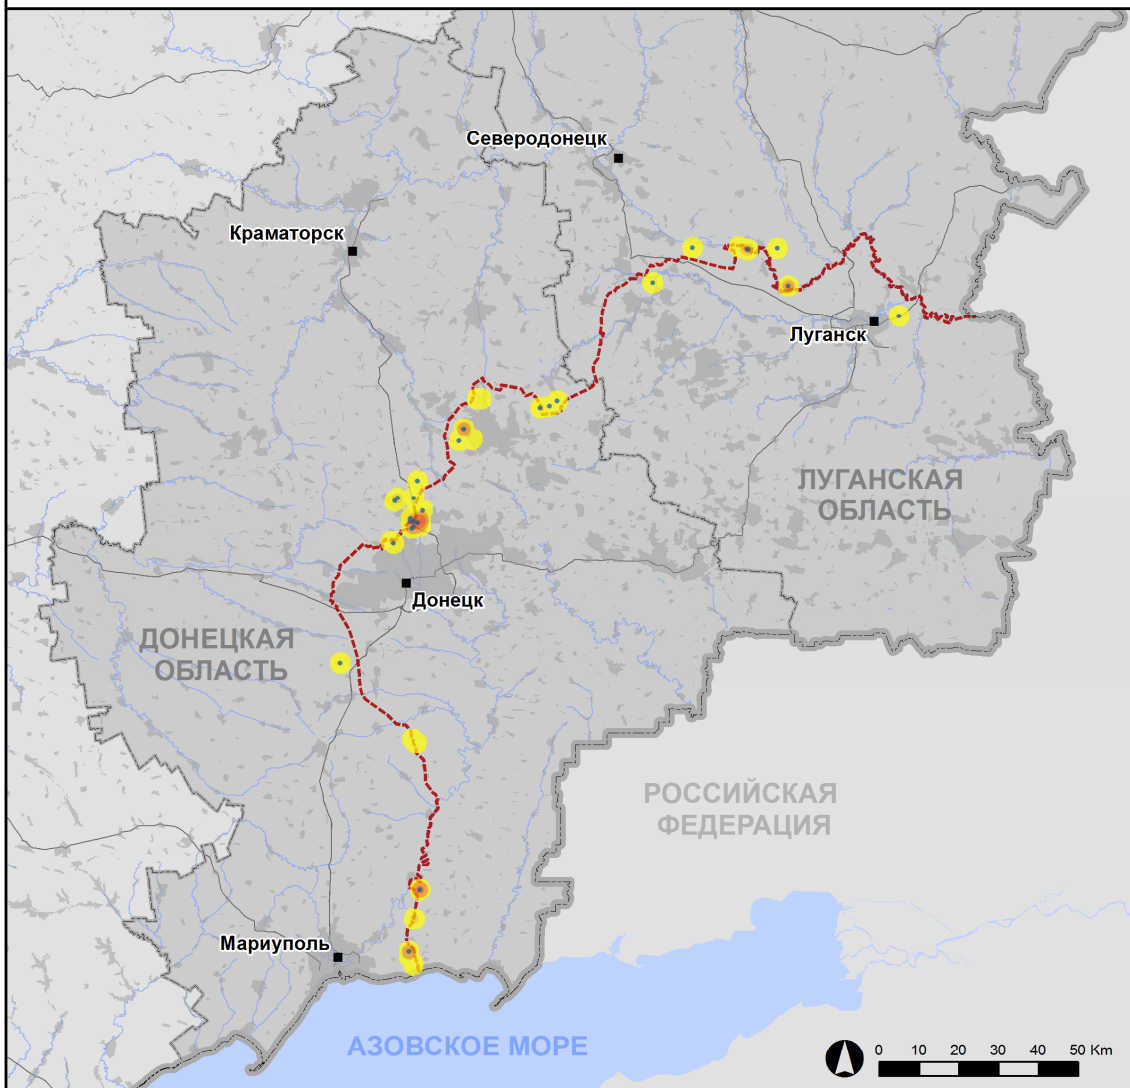 Северодонецк
Краматорск
Луганск
ЛУГАНСКАЯ
ОБЛАСТЬ
Донецк
ДОНЕЦКАЯ
ОБЛАСТЬ
РОССИЙСКАЯ
ФЕДЕРАЦИЯ
Мариуполь
АЗОВСКОЕ МОРЕ
0 10 20 30 40 50 Km